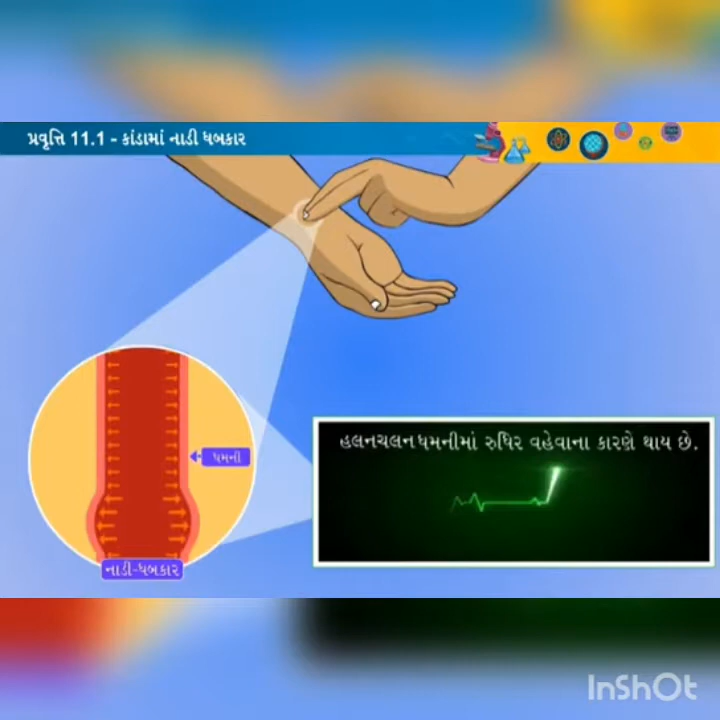 પ્રવૃત્તિ 11.1 - કાંડામાં નાડી ધબકાર
હલનચલન ધમનીમાં રુધિર વહેવાના કારણે થાય છે.
ધમની
નાડી-ધબકાર
InShOt